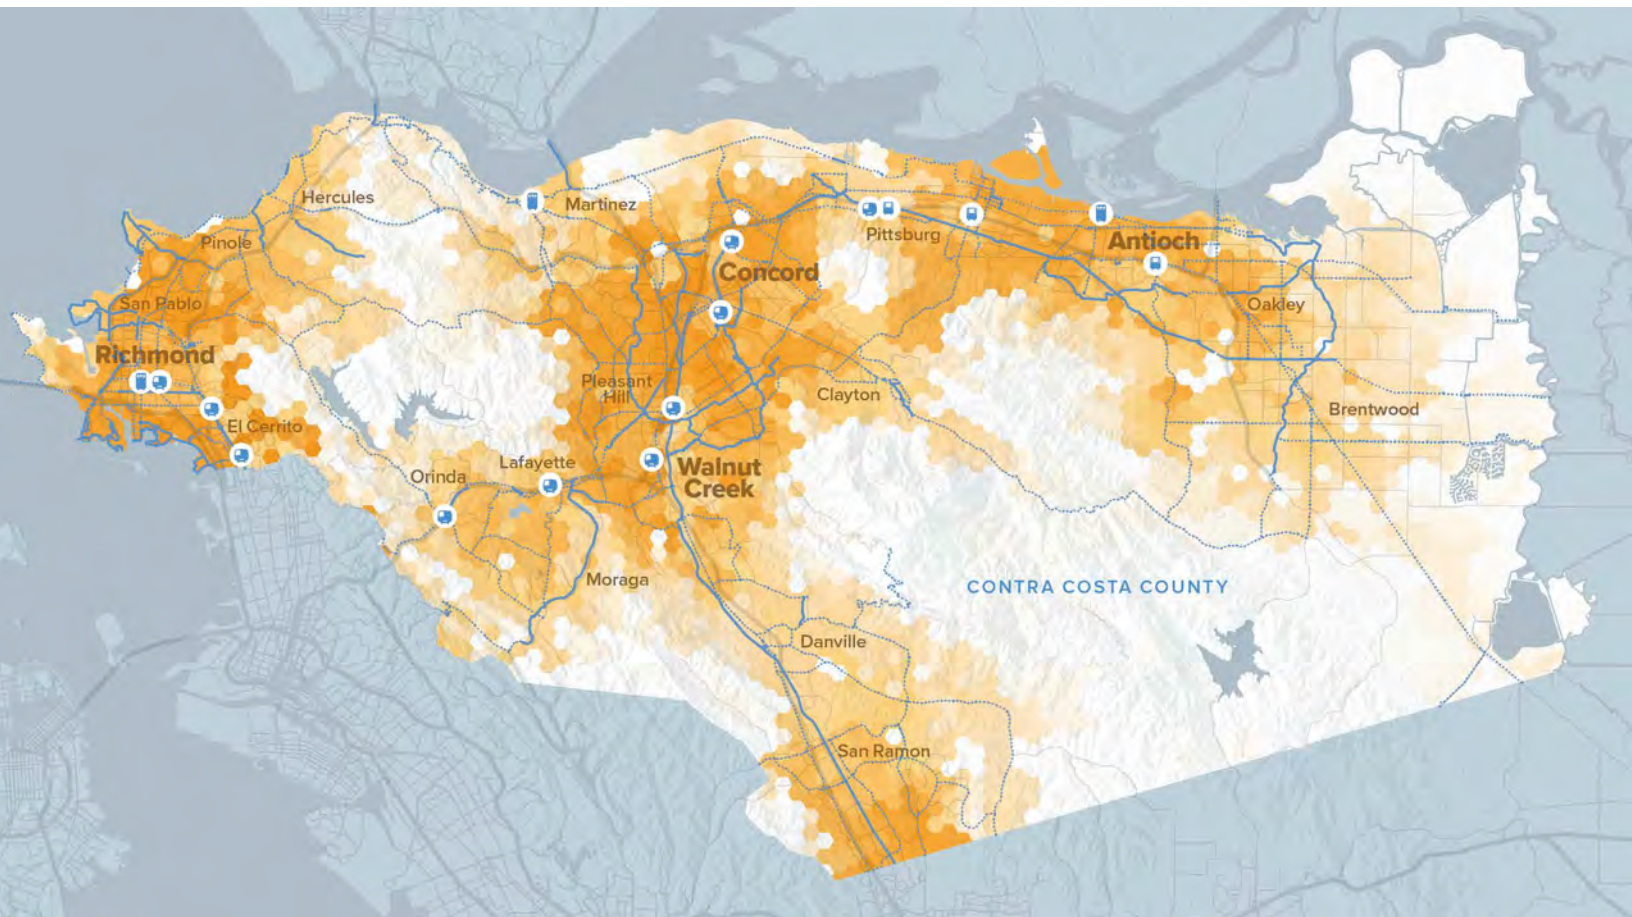 Hercules
Martinez
Pinole
Pittsburg
Antioch
Concord
San Pablo
Oakley
Richmond
Pleasant
Hill
Clayton
Brentwood
El Cerrito
Lafayette
Orinda
Walnut
Creek
Moraga
CONTRA COSTA COUNTY
Danville
San Ramon